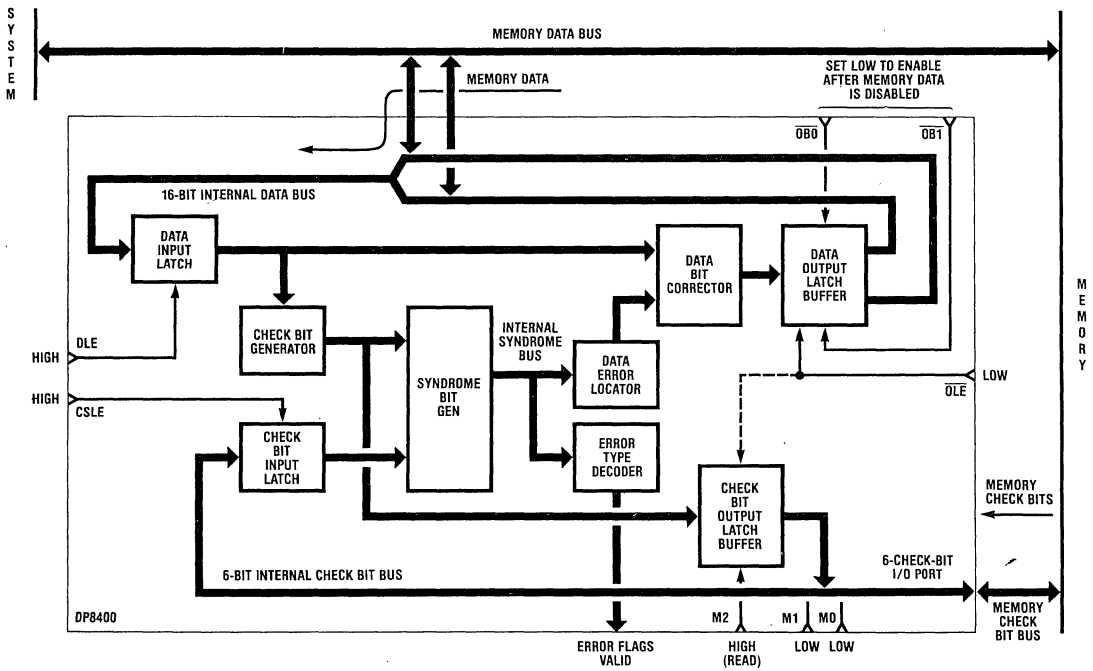 SYSTEM
MEMORY DATA BUS
MEMORY DATA
SET LOW TO ENABLE
AFTER MEMORY DATA
IS DISABLED
OB0
OB1
16-BIT INTERNAL DATA BUS
DATA
INPUT
LATCH
DATA
BIT
CORRECTOR
DATA
OUTPUT
LATCH
BUFFER
MEMORY
HIGH
DLE
CHECK BIT
GENERATOR
SYNDROME
BIT
GEN
INTERNAL
SYNDROME
BUS
DATA
ERROR
LOCATOR
LOW
OLE
HIGH
CSLE
CHECK
BIT
INPUT
LATCH
ERROR
TYPE
DECODER
CHECK
BIT
OUTPUT
LATCH
BUFFER
MEMORY
CHECK BITS
6-BIT INTERNAL CHECK BIT BUS
6-CHECK-BIT
I/O PORT
DP8400
M2
M1
M0
MEMORY
CHECK
BIT BUS
ERROR FLAGS
VALID
HIGH
(READ)
LOW
LOW